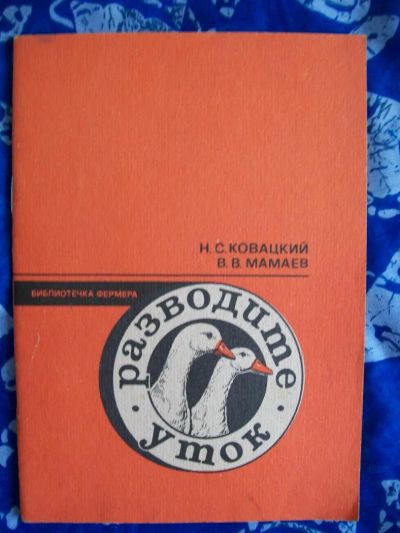 Н. С. КОВАЦКИЙ
В. В. МАМАЕВ
БИБЛИОТЕЧКА ФЕРМЕРА
· разводите ·
уток